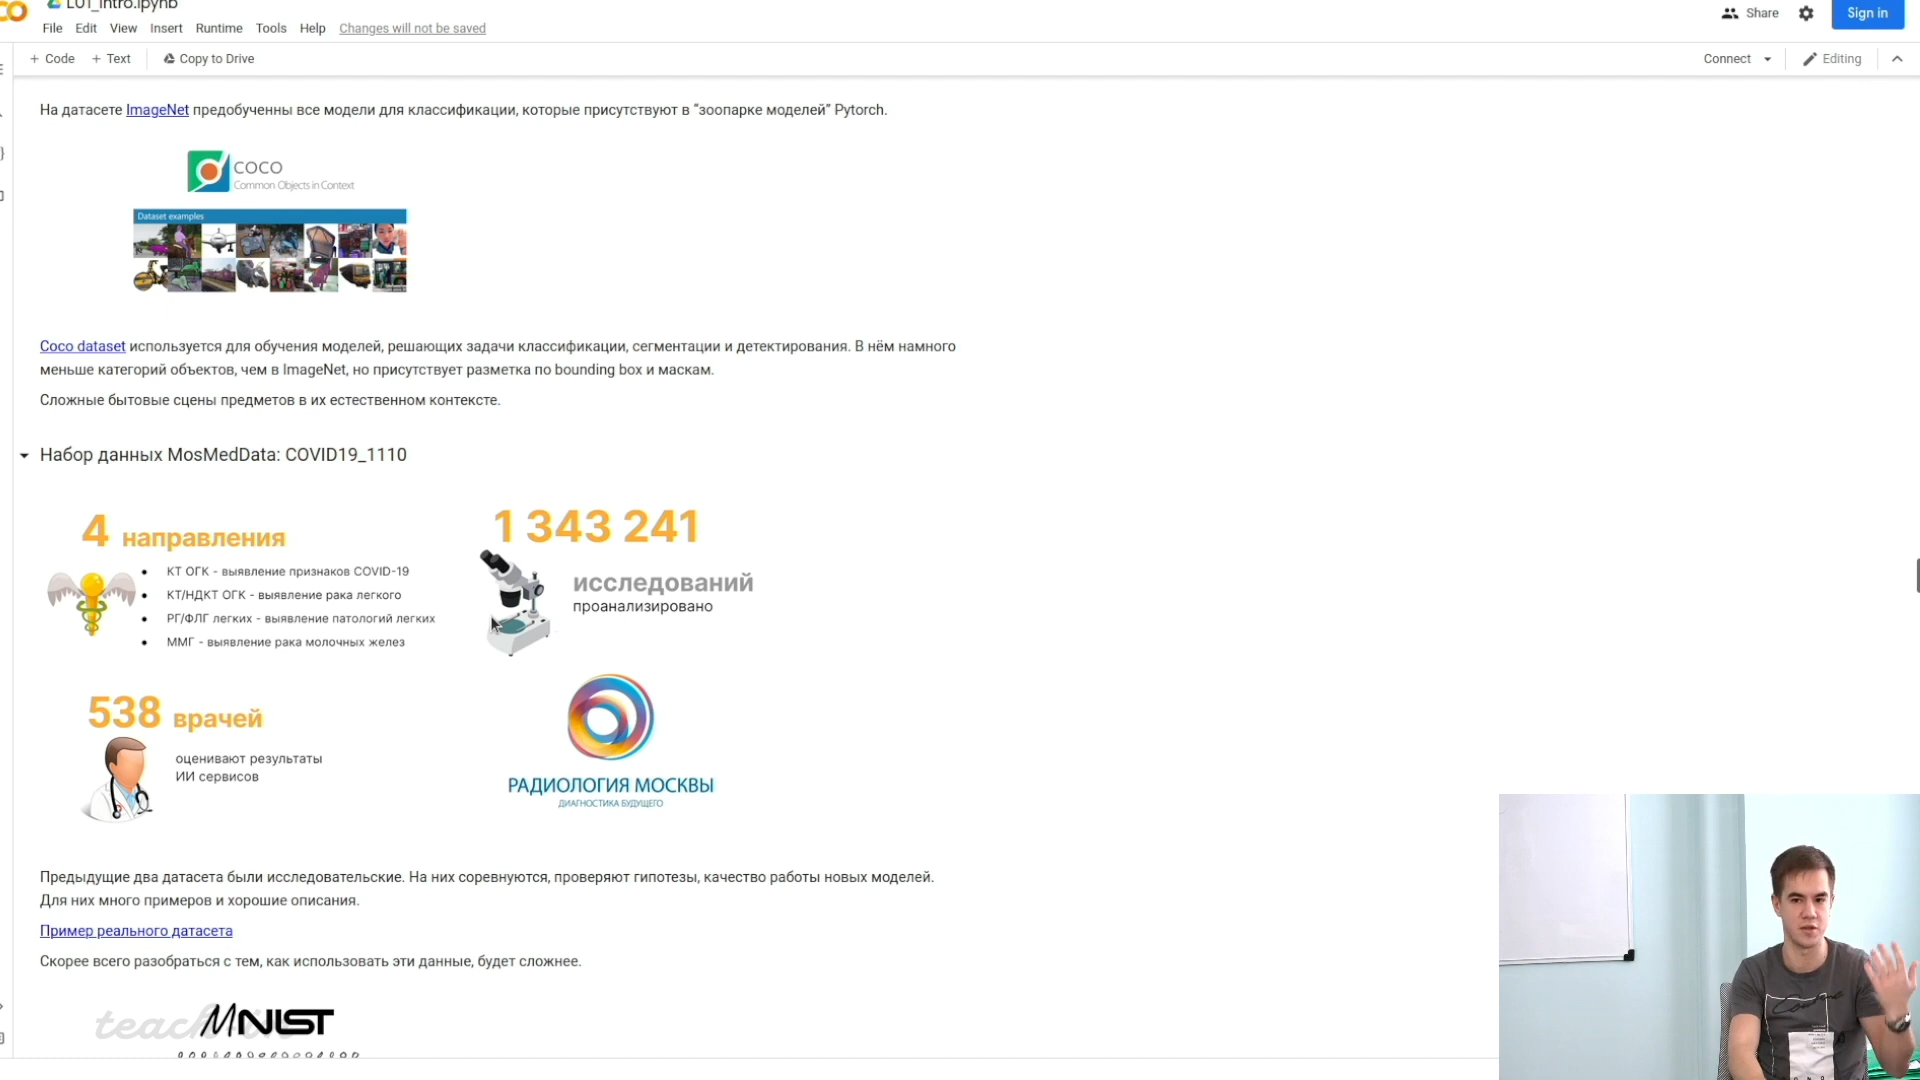 L01_intro.ipynb
File Edit View Insert Runtime Tools Help Changes will not be saved
Share Sign in
+ Code + Text Copy to Drive
Connect Editing
На датасете ImageNet предобученны все модели для классификации, которые присутствуют в “зоопарке моделей” Pytorch.
COCO
Common Objects in Context
Dataset examples
Coco dataset используется для обучения моделей, решающих задачи классификации, сегментации и детектирования. В нём намного
меньше категорий объектов, чем в ImageNet, но присутствует разметка по bounding box и маскам.
Сложные бытовые сцены предметов в их естественном контексте.
Набор данных MosMedData: COVID19_1110
4 направления
• КТ ОГК - выявление признаков COVID-19
• КТ/НДКТ ОГК - выявление рака легкого
• РГ/ФЛГ легких - выявление патологий легких
• ММГ - выявление рака молочных желез
1 343 241
исследований
проанализировано
538 врачей
оценивают результаты
ИИ сервисов
РАДИОЛОГИЯ МОСКВЫ
ДИАГНОСТИКА БУДУЩЕГО
Предыдущие два датасета были исследовательские. На них соревнуются, проверяют гипотезы, качество работы новых моделей.
Для них много примеров и хорошие описания.
Пример реального датасета
Скорее всего разобраться с тем, как использовать эти данные, будет сложнее.
MNIST